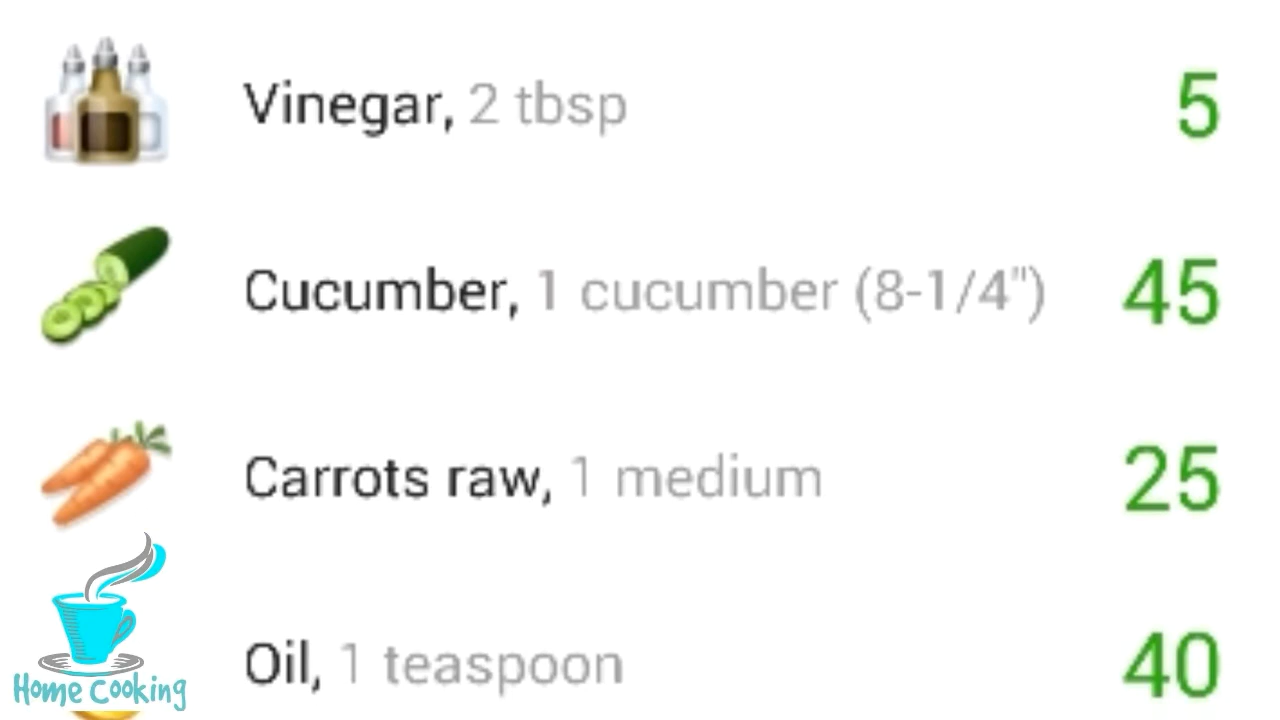 Vinegar, 2 tbsp 5
Cucumber, 1 cucumber (8-1/4") 45
Carrots raw, 1 medium 25
Oil, 1 teaspoon 40
Home Cooking